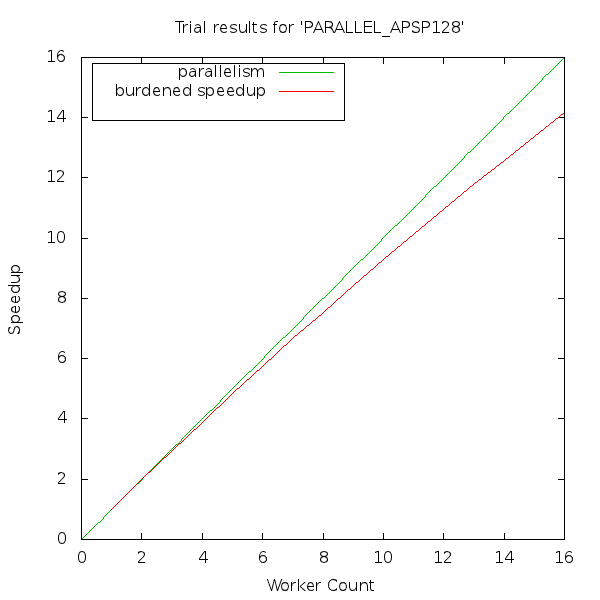 Trial results for 'PARALLEL_APSP128'
16
parallelism
burdened speedup
14
12
10
Speedup
8
6
4
2
0
0 2 4 6 8 10 12 14 16
Worker Count